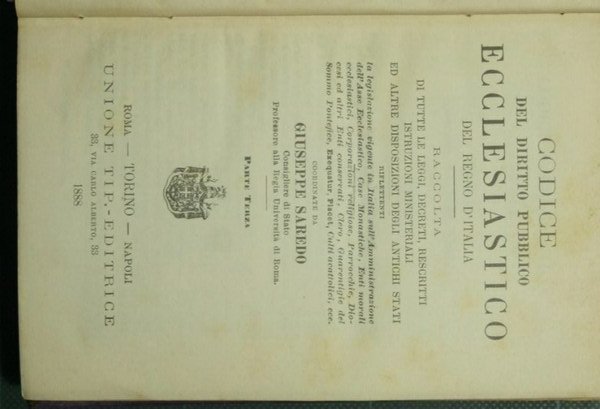 CODICE
DEL DIRITTO PUBBLICO
ECCLESIASTICO
DEL REGNO D'ITALIA
RACCOLTA
DI TUTTE LE LEGGI, DECRETI, RESCRITTI
ISTRUZIONI MINISTERIALI
ED ALTRE DISPOSIZIONI DEGLI ANTICHI STATI
RIFLETTENTI
la legislazione vigente in Italia sull'Amministrazione
dell'Asse Ecclesiastico, Case Monastiche, Enti morali
ecclesiastici, Corporazioni religiose, Parrocchie, Dio-
cesi ed altri Enti conservati, Clero, Guarentigie del
Sommo Pontefice, Exequatur, Placet, Culti acattolici, ecc.
COORDINATE DA
GIUSEPPE SAREDO
Consigliere di Stato
Professore alla Regia Università di Roma.
PARTE TERZA
ROMA — TORINO — NAPOLI
UNIONE TIP.-EDITRICE
33, VIA CARLO ALBERTO, 33
1888